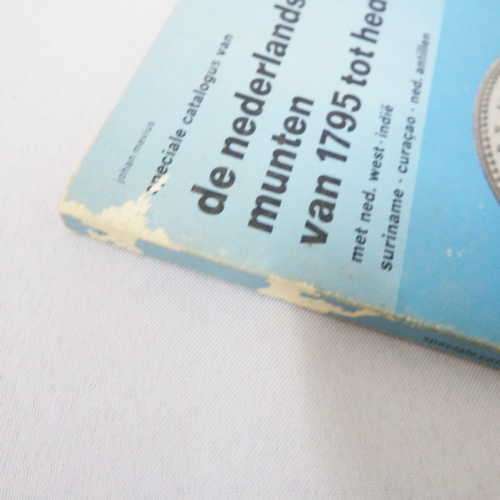 johan mevius
speciale catalogus van
de nederlands
munten
van 1795 tot hed
met ned. west-indië
suriname · curaçao · ned. antillen